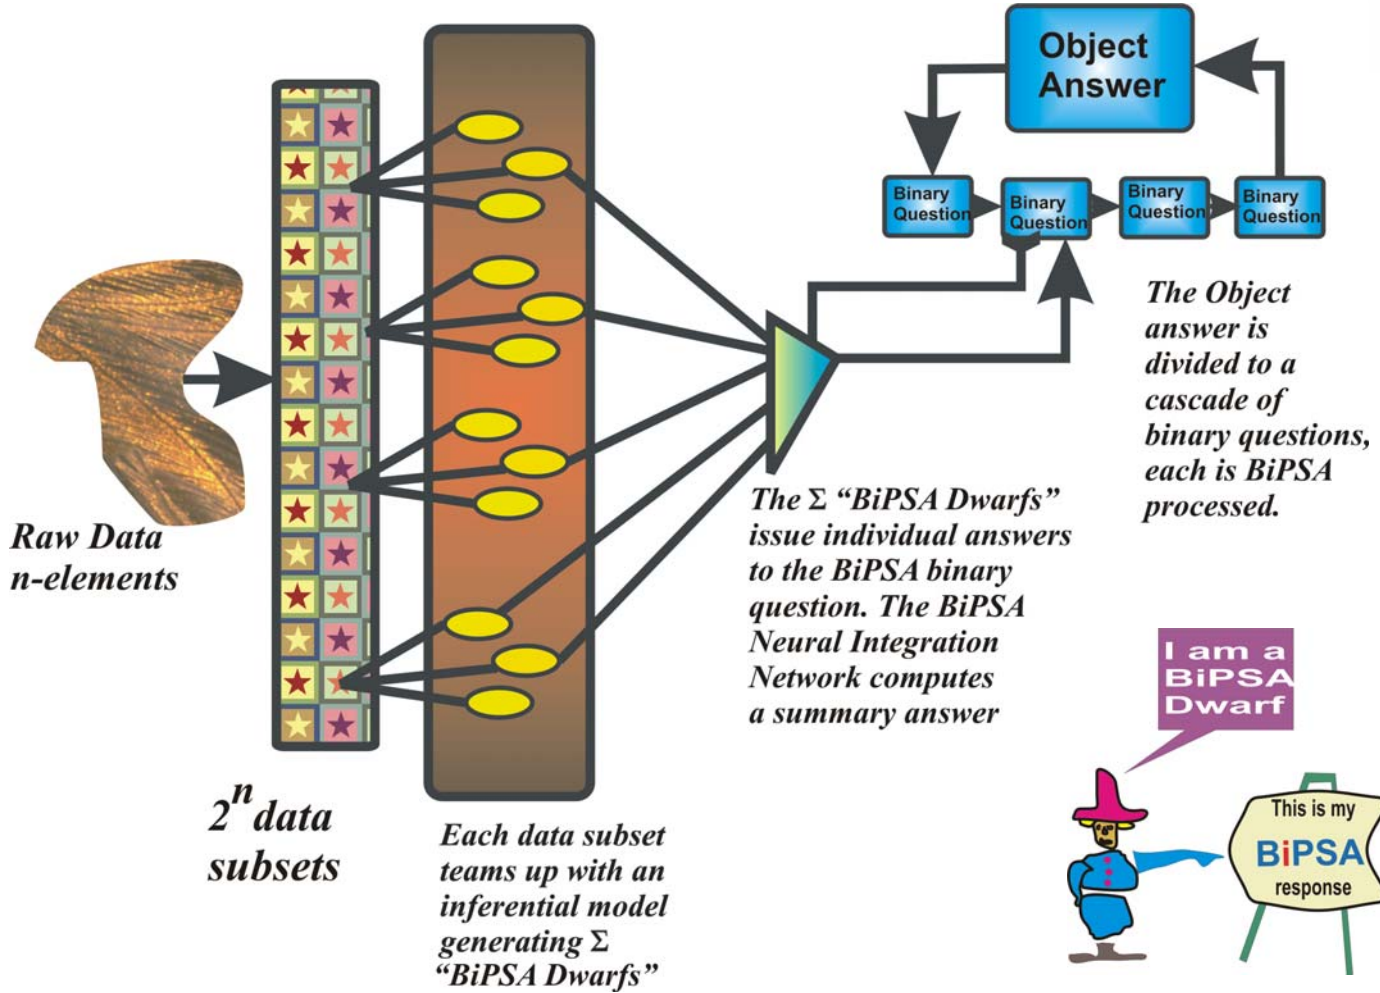 Object
Answer
Binary
Question
Binary
Question
Binary
Question
Binary
Question
The Object
answer is
divided to a
cascade of
binary questions,
each is BiPSA
processed.
Raw Data
n-elements
2^n data
subsets
Each data subset
teams up with an
inferential model
generating Σ
“BiPSA Dwarfs”
The Σ “BiPSA Dwarfs”
issue individual answers
to the BiPSA binary
question. The BiPSA
Neural Integration
Network computes
a summary answer
I am a
BiPSA
Dwarf
This is my
BiPSA
response